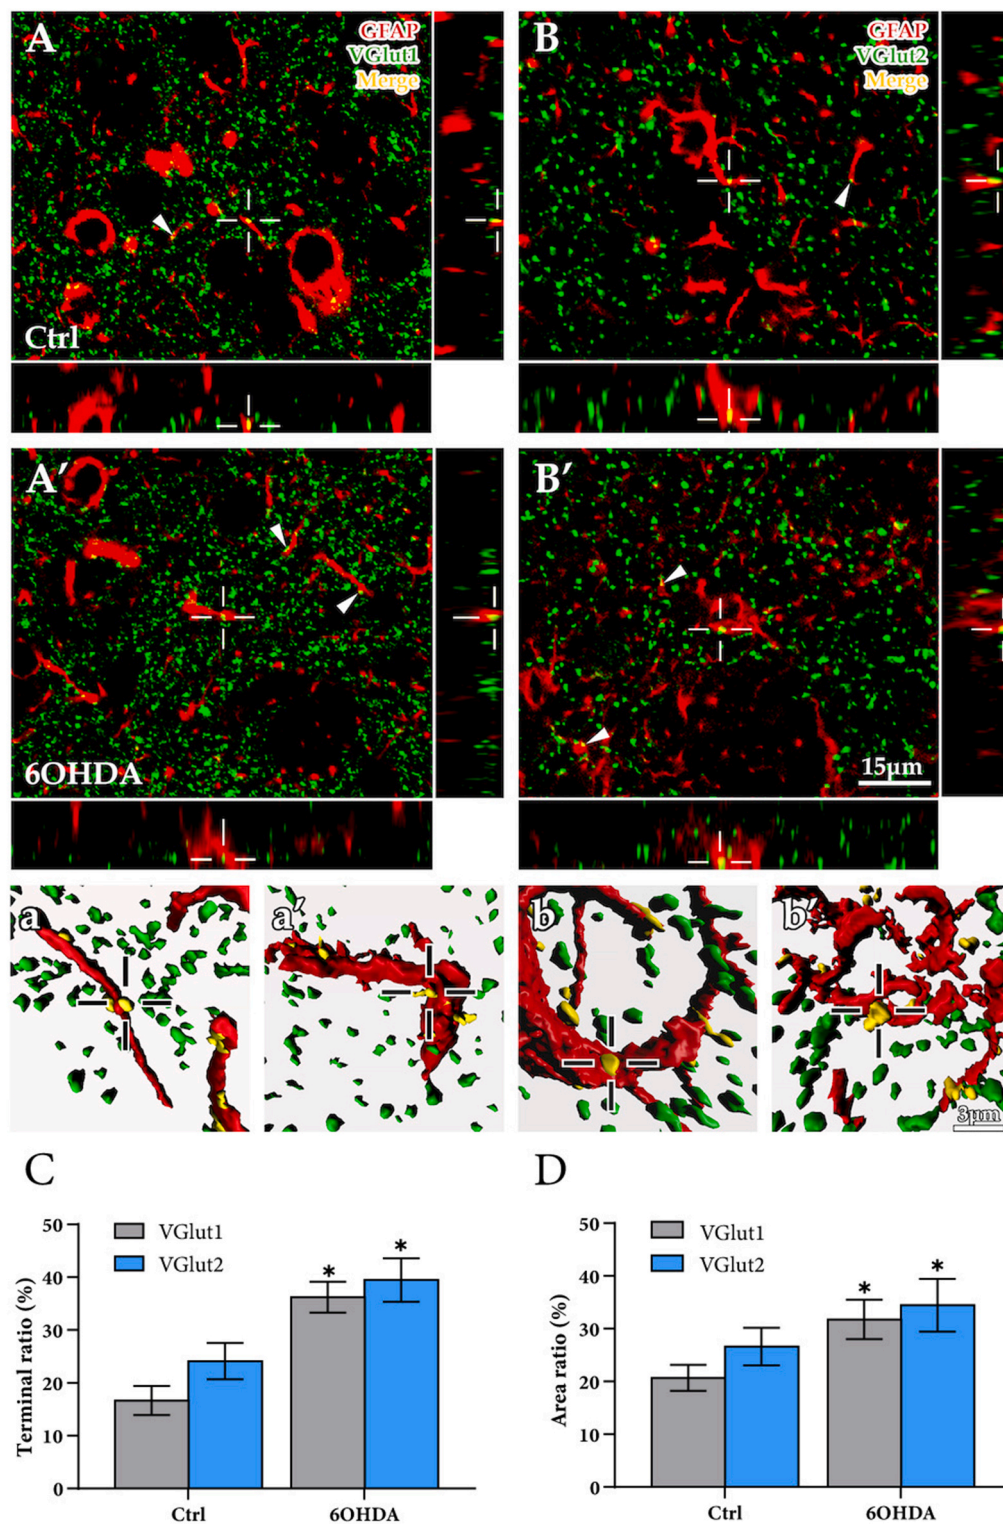 A
GFAP
VGlut1
Merge
Ctrl
B
GFAP
VGlut2
Merge
A′
6OHDA
B′
15μm
a
a′
b
b′
3μm
C
VGlut1
VGlut2
Terminal ratio (%)
50
40
30
20
10
0
*
*
Ctrl
6OHDA
D
VGlut1
VGlut2
Area ratio (%)
50
40
30
20
10
0
*
*
Ctrl
6OHDA